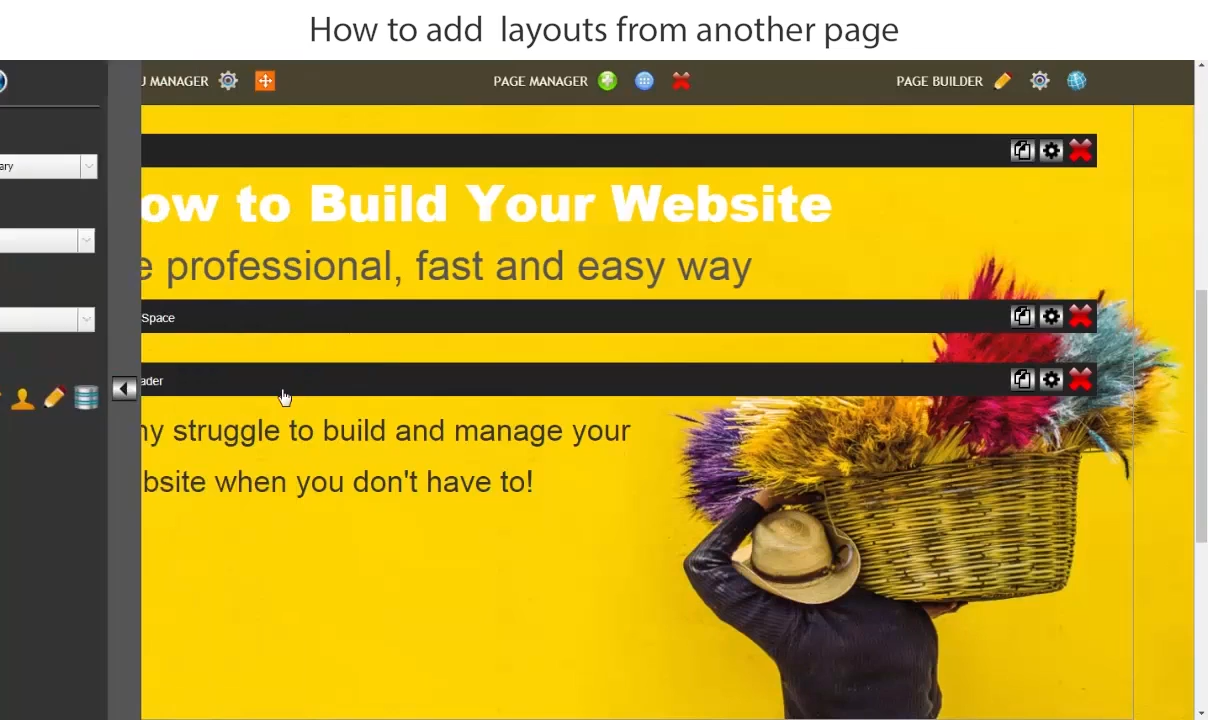 How to add layouts from another page
J MANAGER
PAGE MANAGER
PAGE BUILDER
ary
ow to Build Your Website
e professional, fast and easy way
Space
ader
ny struggle to build and manage your
bsite when you don't have to!